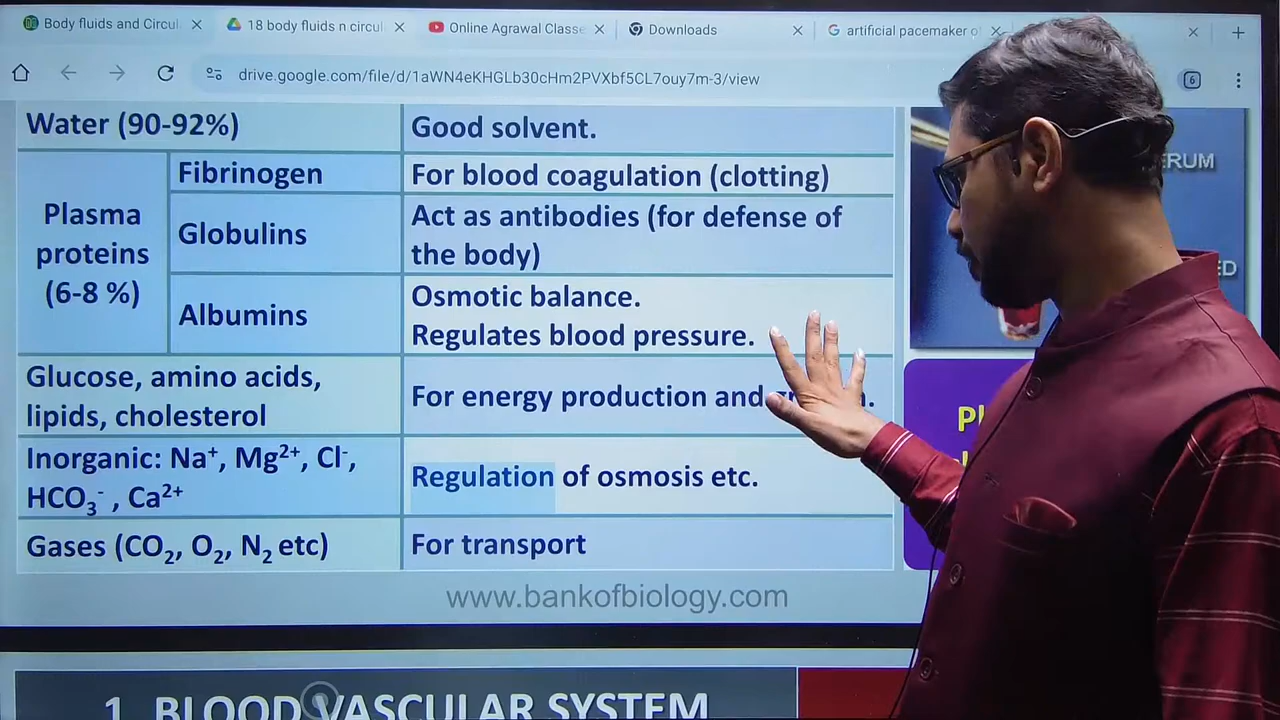 Body fluids and Circul
18 body fluids n circul
Online Agrawal Classe
Downloads
artificial pacemaker of
drive.google.com/file/d/1aWN4eKHGLb30cHm2PVXbf5CL7ouy7m-3/view
6
Water (90-92%)
Good solvent.
Plasma
proteins
(6-8 %)
Fibrinogen
For blood coagulation (clotting)
Globulins
Act as antibodies (for defense of
the body)
Albumins
Osmotic balance.
Regulates blood pressure.
Glucose, amino acids,
lipids, cholesterol
For energy production and
Inorganic: Na⁺, Mg²⁺, Cl⁻,
HCO₃⁻ , Ca²⁺
Regulation of osmosis etc.
Gases (CO₂, O₂, N₂ etc)
For transport
www.bankofbiology.com
1. BLOOD VASCULAR SYSTEM